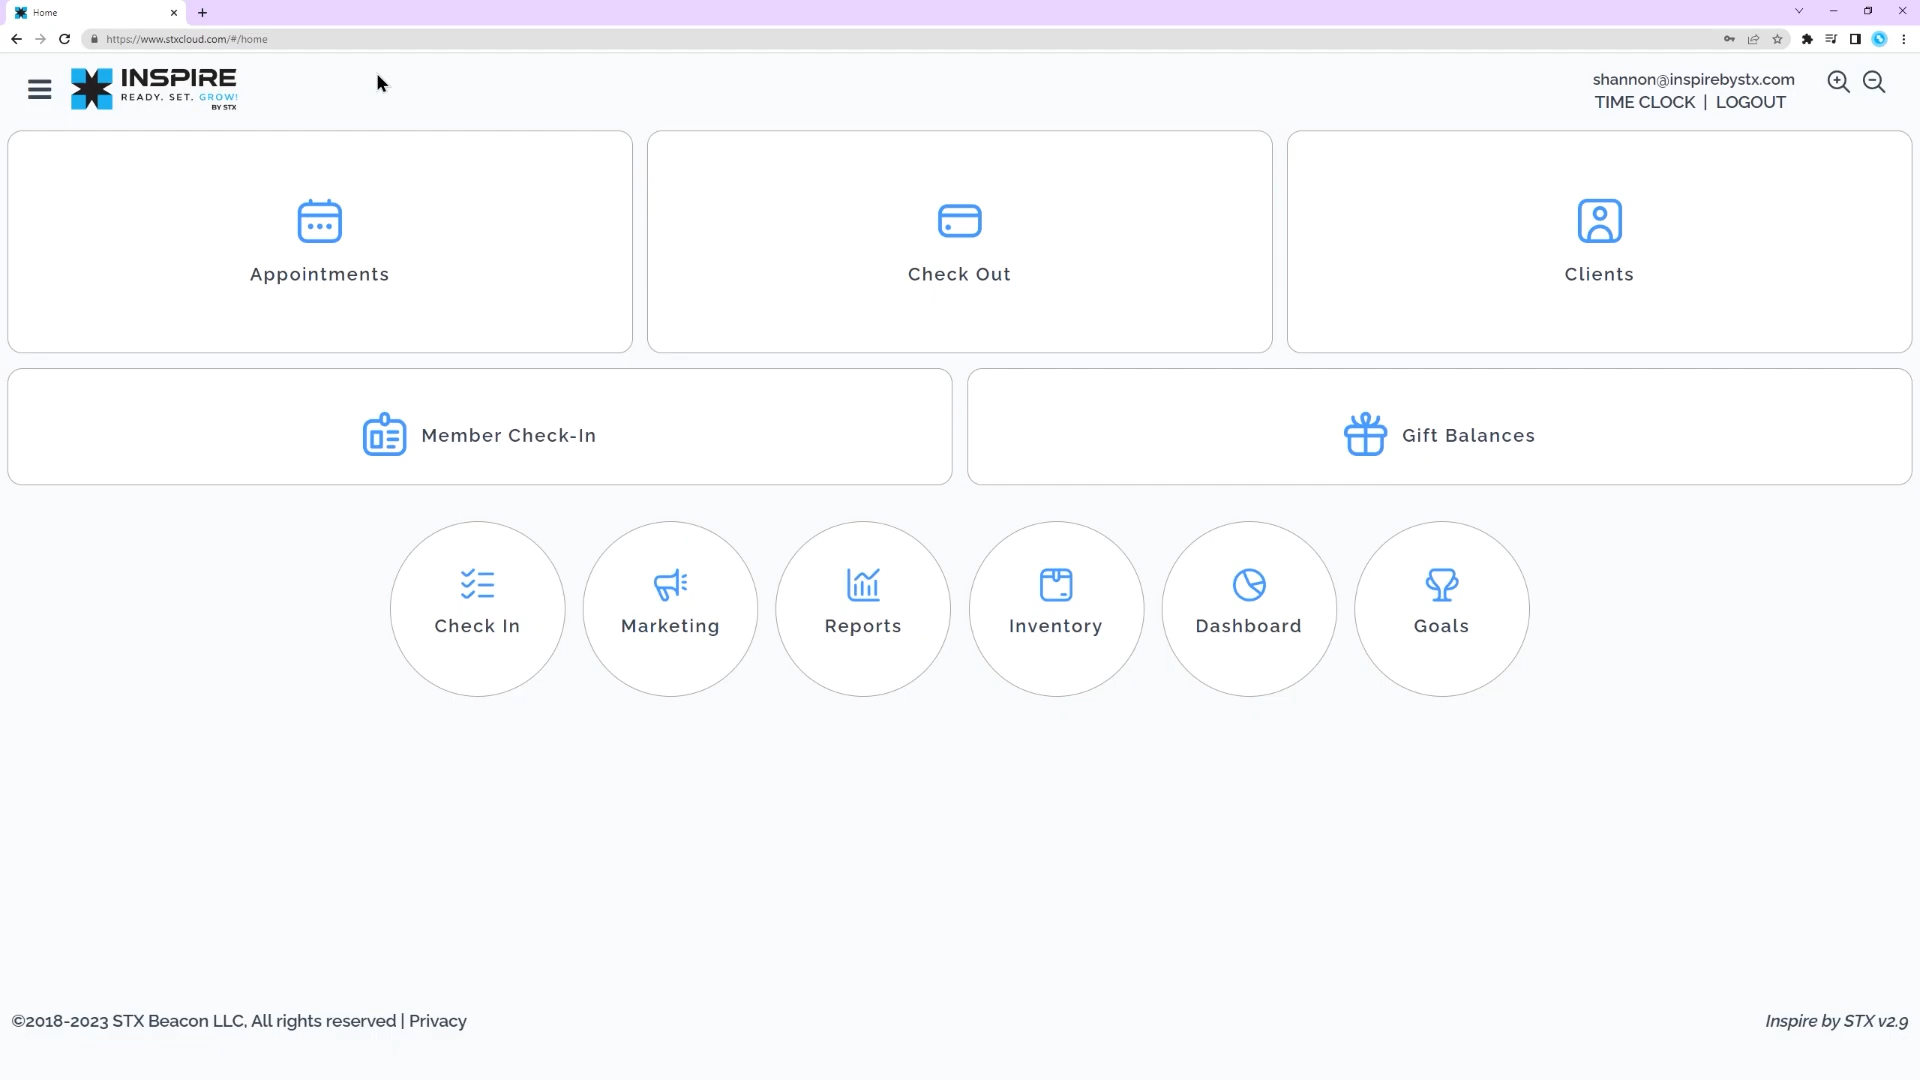 Home
https://www.stxcloud.com/#/home
INSPIRE
READY. SET. GROW!
BY STX
shannon@inspirebystx.com
TIME CLOCK | LOGOUT
Appointments
Check Out
Clients
Member Check-In
Gift Balances
Check In
Marketing
Reports
Inventory
Dashboard
Goals
©2018-2023 STX Beacon LLC, All rights reserved | Privacy
Inspire by STX v2.9